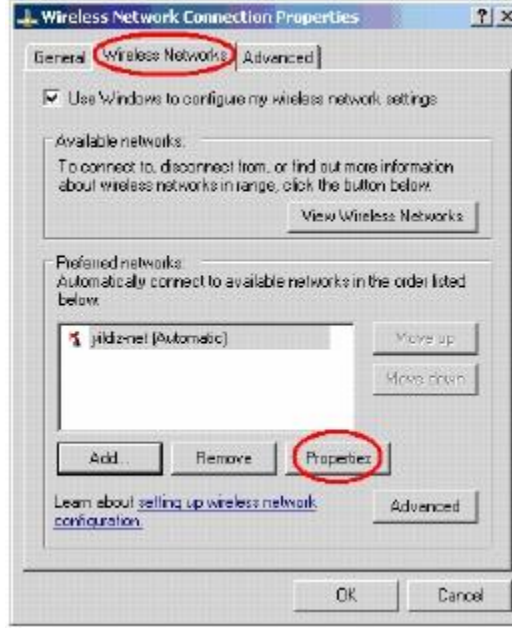 Wireless Network Connection Properties
General
Wireless Networks
Advanced
Use Windows to configure my wireless network settings
Available networks:
To connect to, disconnect from, or find out more information
about wireless networks in range, click the button below.
View Wireless Networks
Preferred networks:
Automatically connect to available networks in the order listed
below:
yildiz-net (Automatic)
Move up
Move down
Add...
Remove
Properties
Learn about setting up wireless network
configuration.
Advanced
OK
Cancel